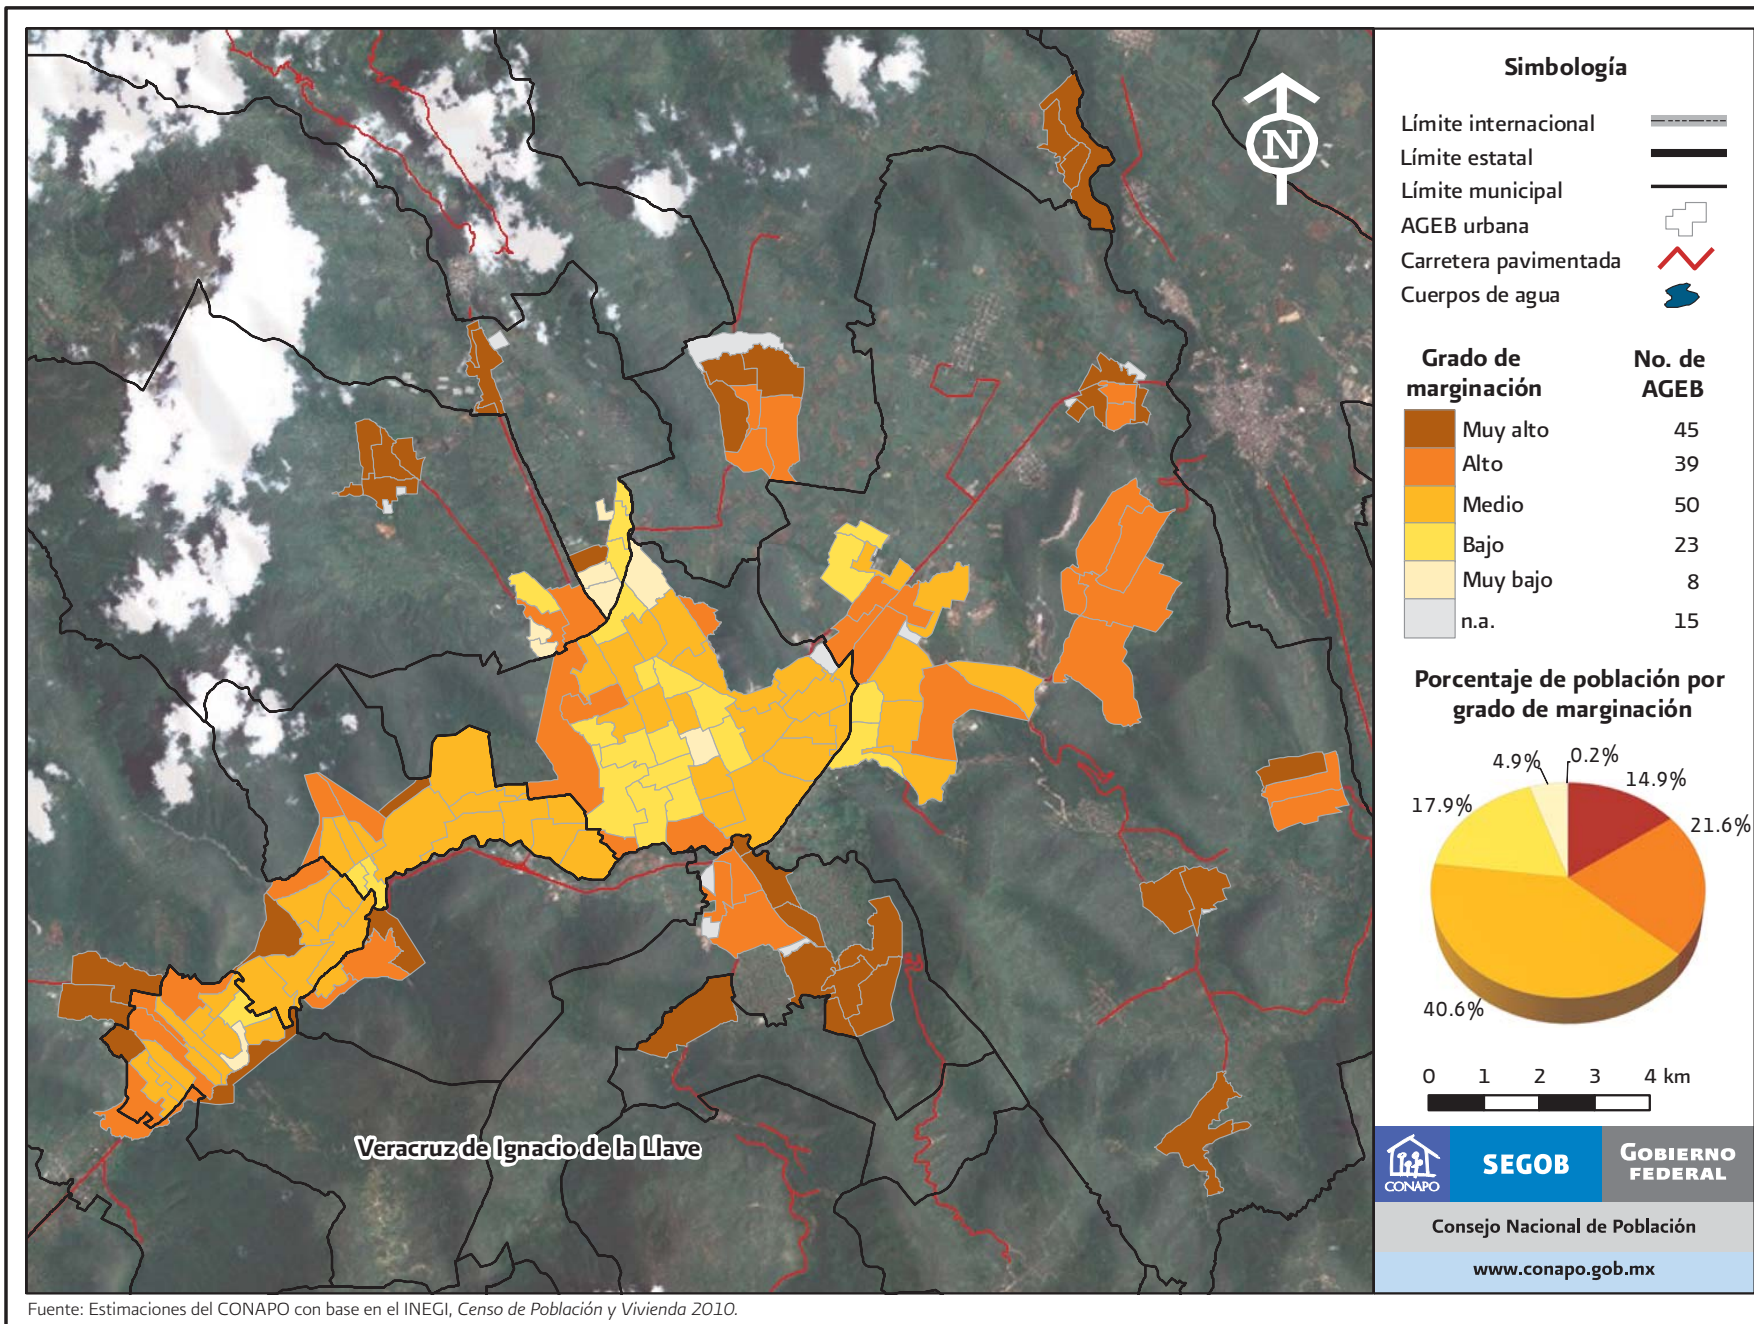 N
Veracruz de Ignacio de la Llave
Simbología
Límite internacional
Límite estatal
Límite municipal
AGEB urbana
Carretera pavimentada
Cuerpos de agua
Grado de marginación No. de AGEB
Muy alto 45
Alto 39
Medio 50
Bajo 23
Muy bajo 8
n.a. 15
Porcentaje de población por
grado de marginación
4.9% 0.2%
14.9%
17.9%
21.6%
40.6%
0 1 2 3 4 km
CONAPO
SEGOB
GOBIERNO
FEDERAL
Consejo Nacional de Población
www.conapo.gob.mx
Fuente: Estimaciones del CONAPO con base en el INEGI, Censo de Población y Vivienda 2010.